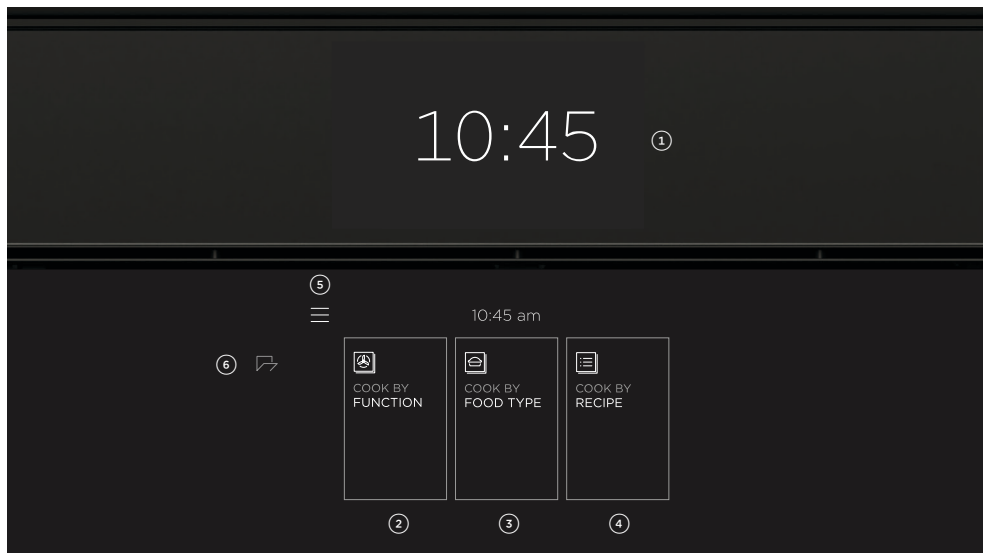 10:45
1
5
10:45 am
6
COOK BY
FUNCTION
COOK BY
FOOD TYPE
COOK BY
RECIPE
2
3
4